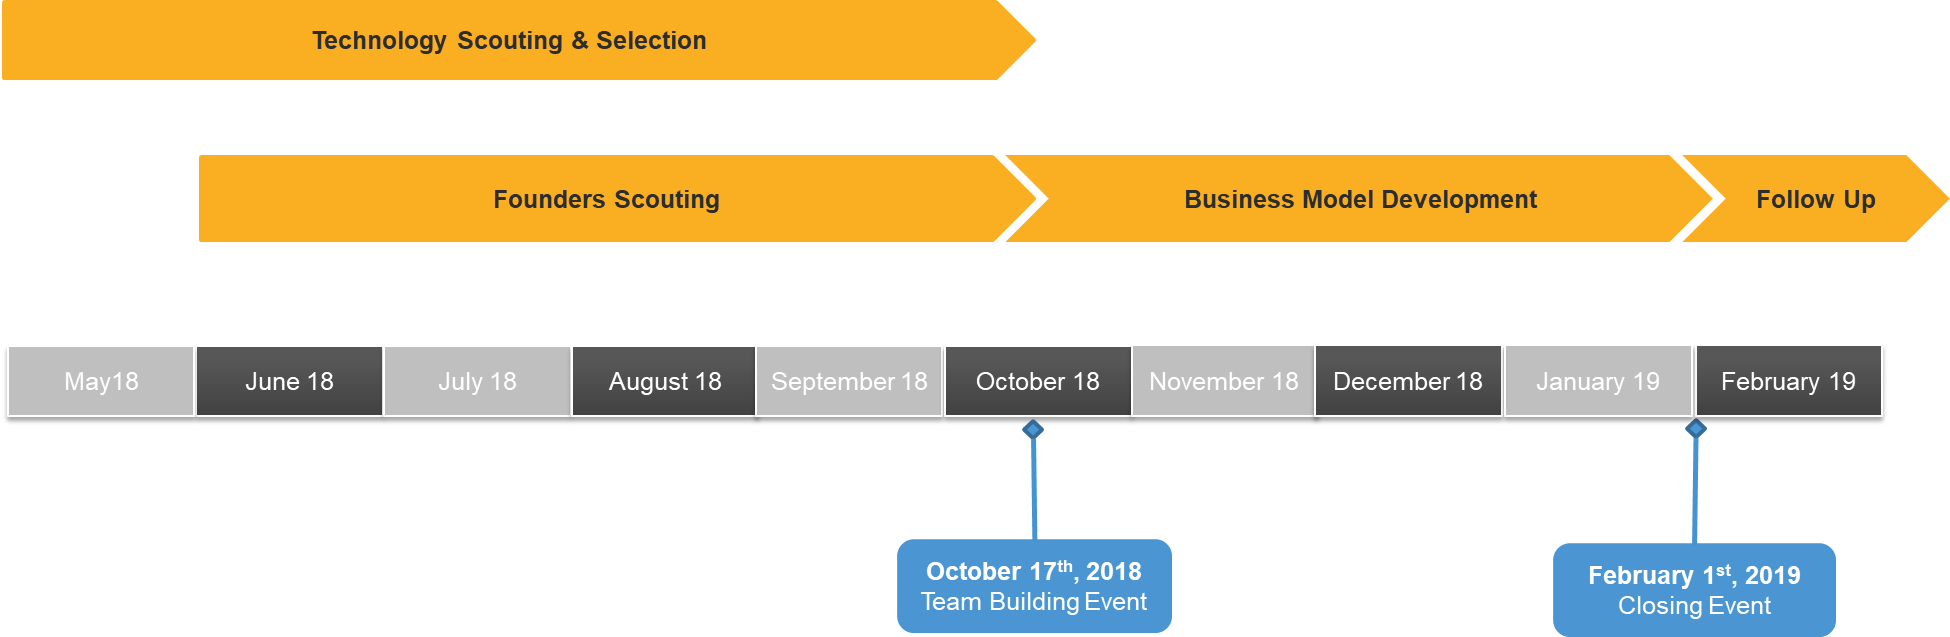 Technology Scouting & Selection
Founders Scouting
Business Model Development
Follow Up
May18
June 18
July 18
August 18
September 18
October 18
November 18
December 18
January 19
February 19
October 17th, 2018
Team Building Event
February 1st, 2019
Closing Event